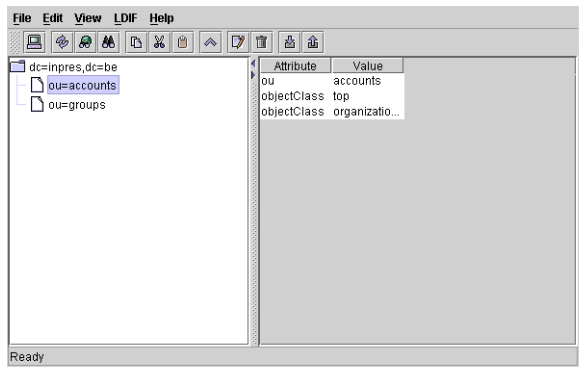 File Edit View LDIF Help
dc=inpres,dc=be
ou=accounts
ou=groups
Attribute Value
ou accounts
objectClass top
objectClass organizatio...
Ready